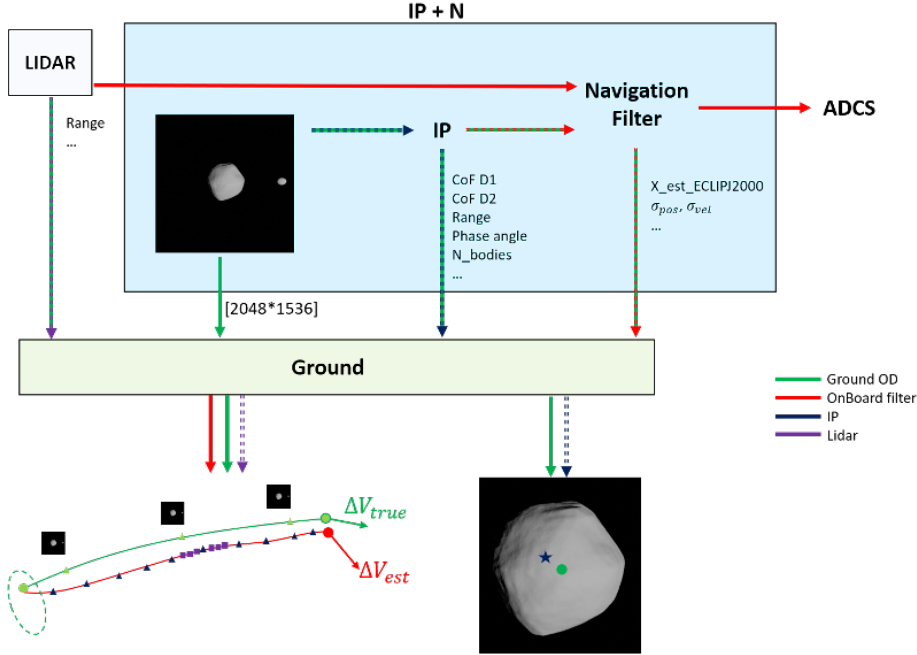 IP + N
LIDAR
Range
...
Navigation
Filter
ADCS
IP
CoF D1
CoF D2
Range
Phase angle
N_bodies
...
X_est_ECLIPJ2000
σ_pos, σ_vel
...
[2048*1536]
Ground
Ground OD
OnBoard filter
IP
Lidar
ΔV_true
ΔV_est